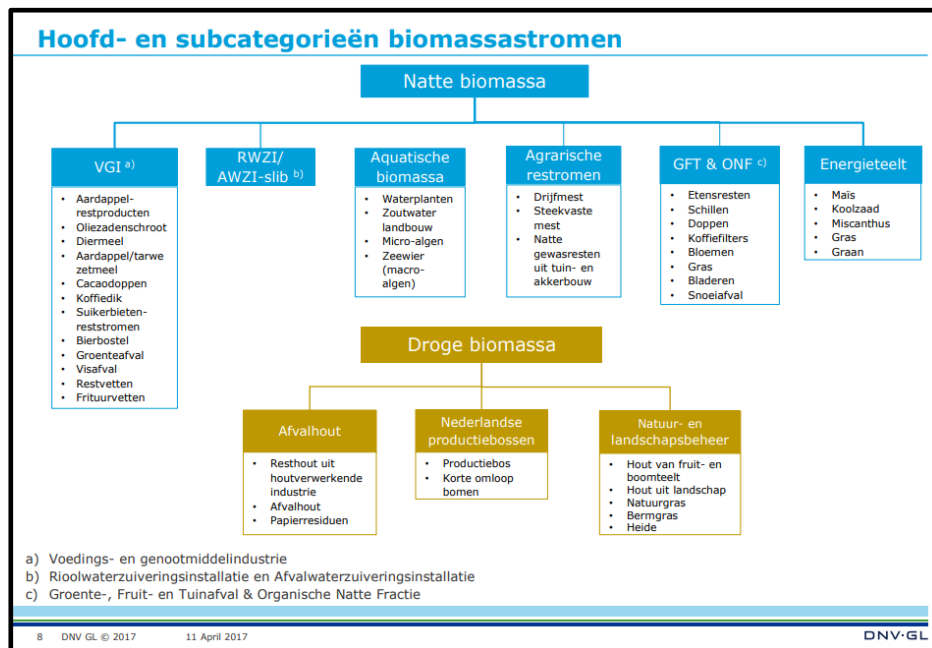 Hoofd- en subcategorieën biomassastromen
Natte biomassa
VGI a)
• Aardappel-
restproducten
• Oliezadenschroot
• Diermeel
• Aardappel/tarwe
zetmeel
• Cacaodoppen
• Koffiedik
• Suikerbieten-
reststromen
• Bierbostel
• Groenteafval
• Visafval
• Restvetten
• Frituurvetten
RWZI/
AWZI-slib b)
Aquatische
biomassa
• Waterplanten
• Zoutwater
landbouw
• Micro-algen
• Zeewier
(macro-
algen)
Agrarische
restromen
• Drijfmest
• Steekvaste
mest
• Natte
gewasresten
uit tuin- en
akkerbouw
GFT & ONF c)
• Etensresten
• Schillen
• Doppen
• Koffiefilters
• Bloemen
• Gras
• Bladeren
• Snoeiafval
Energieteelt
• Maïs
• Koolzaad
• Miscanthus
• Gras
• Graan
Droge biomassa
Afvalhout
• Resthout uit
houtverwerkende
industrie
• Afvalhout
• Papierresiduen
Nederlandse
productiebossen
• Productiebos
• Korte omloop
bomen
Natuur- en
landschapsbeheer
• Hout van fruit- en
boomteelt
• Hout uit landschap
• Natuurgras
• Bermgras
• Heide
a) Voedings- en genootmiddelindustrie
b) Rioolwaterzuiveringsinstallatie en Afvalwaterzuiveringsinstallatie
c) Groente-, Fruit- en Tuinafval & Organische Natte Fractie
8 DNV GL © 2017 11 April 2017
DNV·GL